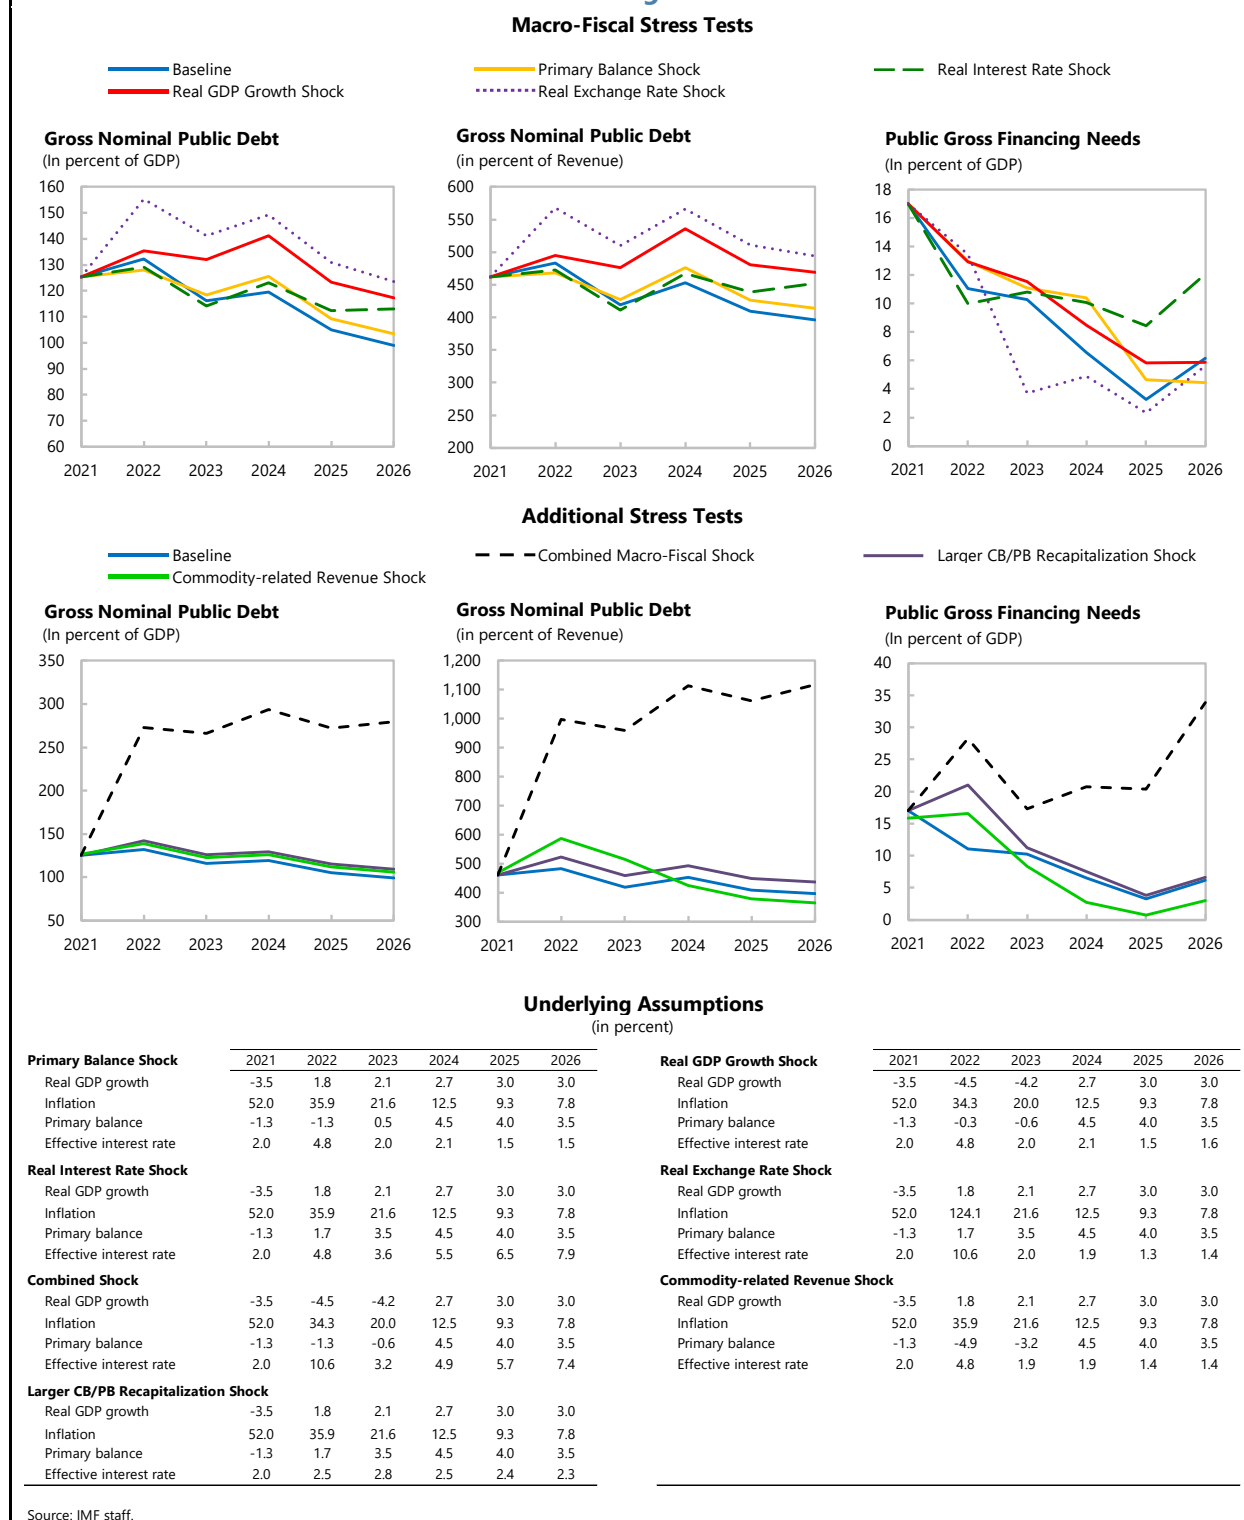 Macro-Fiscal Stress Tests
Baseline
Primary Balance Shock
Real Interest Rate Shock
Real GDP Growth Shock
Real Exchange Rate Shock
Gross Nominal Public Debt
(In percent of GDP)
160
150
140
130
120
110
100
90
80
70
60
2021 2022 2023 2024 2025 2026
Gross Nominal Public Debt
(in percent of Revenue)
600
550
500
450
400
350
300
250
200
2021 2022 2023 2024 2025 2026
Public Gross Financing Needs
(In percent of GDP)
18
16
14
12
10
8
6
4
2
0
2021 2022 2023 2024 2025 2026
Additional Stress Tests
Baseline
Combined Macro-Fiscal Shock
Larger CB/PB Recapitalization Shock
Commodity-related Revenue Shock
Gross Nominal Public Debt
(In percent of GDP)
350
300
250
200
150
100
50
2021 2022 2023 2024 2025 2026
Gross Nominal Public Debt
(in percent of Revenue)
1,200
1,100
1,000
900
800
700
600
500
400
300
2021 2022 2023 2024 2025 2026
Public Gross Financing Needs
(In percent of GDP)
40
35
30
25
20
15
10
5
0
2021 2022 2023 2024 2025 2026
Underlying Assumptions
(in percent)
Primary Balance Shock 2021 2022 2023 2024 2025 2026
Real GDP growth -3.5 1.8 2.1 2.7 3.0 3.0
Inflation 52.0 35.9 21.6 12.5 9.3 7.8
Primary balance -1.3 -1.3 0.5 4.5 4.0 3.5
Effective interest rate 2.0 4.8 2.0 2.1 1.5 1.5
Real Interest Rate Shock
Real GDP growth -3.5 1.8 2.1 2.7 3.0 3.0
Inflation 52.0 35.9 21.6 12.5 9.3 7.8
Primary balance -1.3 1.7 3.5 4.5 4.0 3.5
Effective interest rate 2.0 4.8 3.6 5.5 6.5 7.9
Combined Shock
Real GDP growth -3.5 -4.5 -4.2 2.7 3.0 3.0
Inflation 52.0 34.3 20.0 12.5 9.3 7.8
Primary balance -1.3 -1.3 -0.6 4.5 4.0 3.5
Effective interest rate 2.0 10.6 3.2 4.9 5.7 7.4
Larger CB/PB Recapitalization Shock
Real GDP growth -3.5 1.8 2.1 2.7 3.0 3.0
Inflation 52.0 35.9 21.6 12.5 9.3 7.8
Primary balance -1.3 1.7 3.5 4.5 4.0 3.5
Effective interest rate 2.0 2.5 2.8 2.5 2.4 2.3
Real GDP Growth Shock 2021 2022 2023 2024 2025 2026
Real GDP growth -3.5 -4.5 -4.2 2.7 3.0 3.0
Inflation 52.0 34.3 20.0 12.5 9.3 7.8
Primary balance -1.3 -0.3 -0.6 4.5 4.0 3.5
Effective interest rate 2.0 4.8 2.0 2.1 1.5 1.6
Real Exchange Rate Shock
Real GDP growth -3.5 1.8 2.1 2.7 3.0 3.0
Inflation 52.0 124.1 21.6 12.5 9.3 7.8
Primary balance -1.3 1.7 3.5 4.5 4.0 3.5
Effective interest rate 2.0 10.6 2.0 1.9 1.3 1.4
Commodity-related Revenue Shock
Real GDP growth -3.5 1.8 2.1 2.7 3.0 3.0
Inflation 52.0 35.9 21.6 12.5 9.3 7.8
Primary balance -1.3 -4.9 -3.2 4.5 4.0 3.5
Effective interest rate 2.0 4.8 1.9 1.9 1.4 1.4
Source: IMF staff.